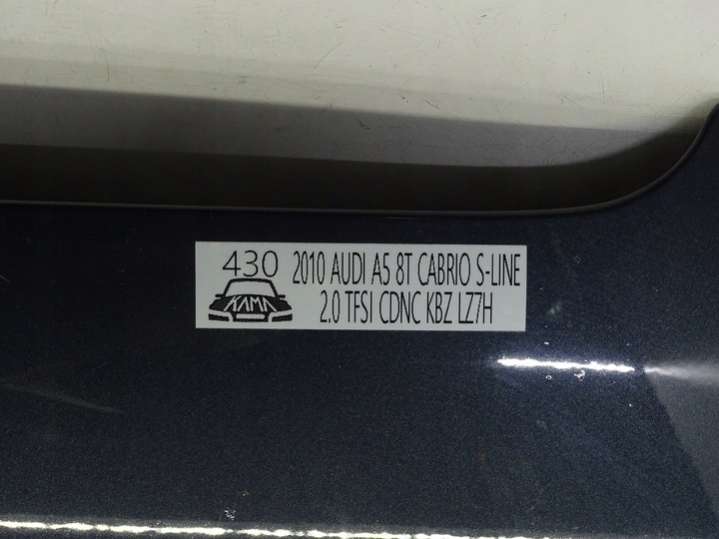 430 2010 AUDI A5 8T CABRIO S-LINE
KAMA 2.0 TFSI CDNC KBZ LZ7H